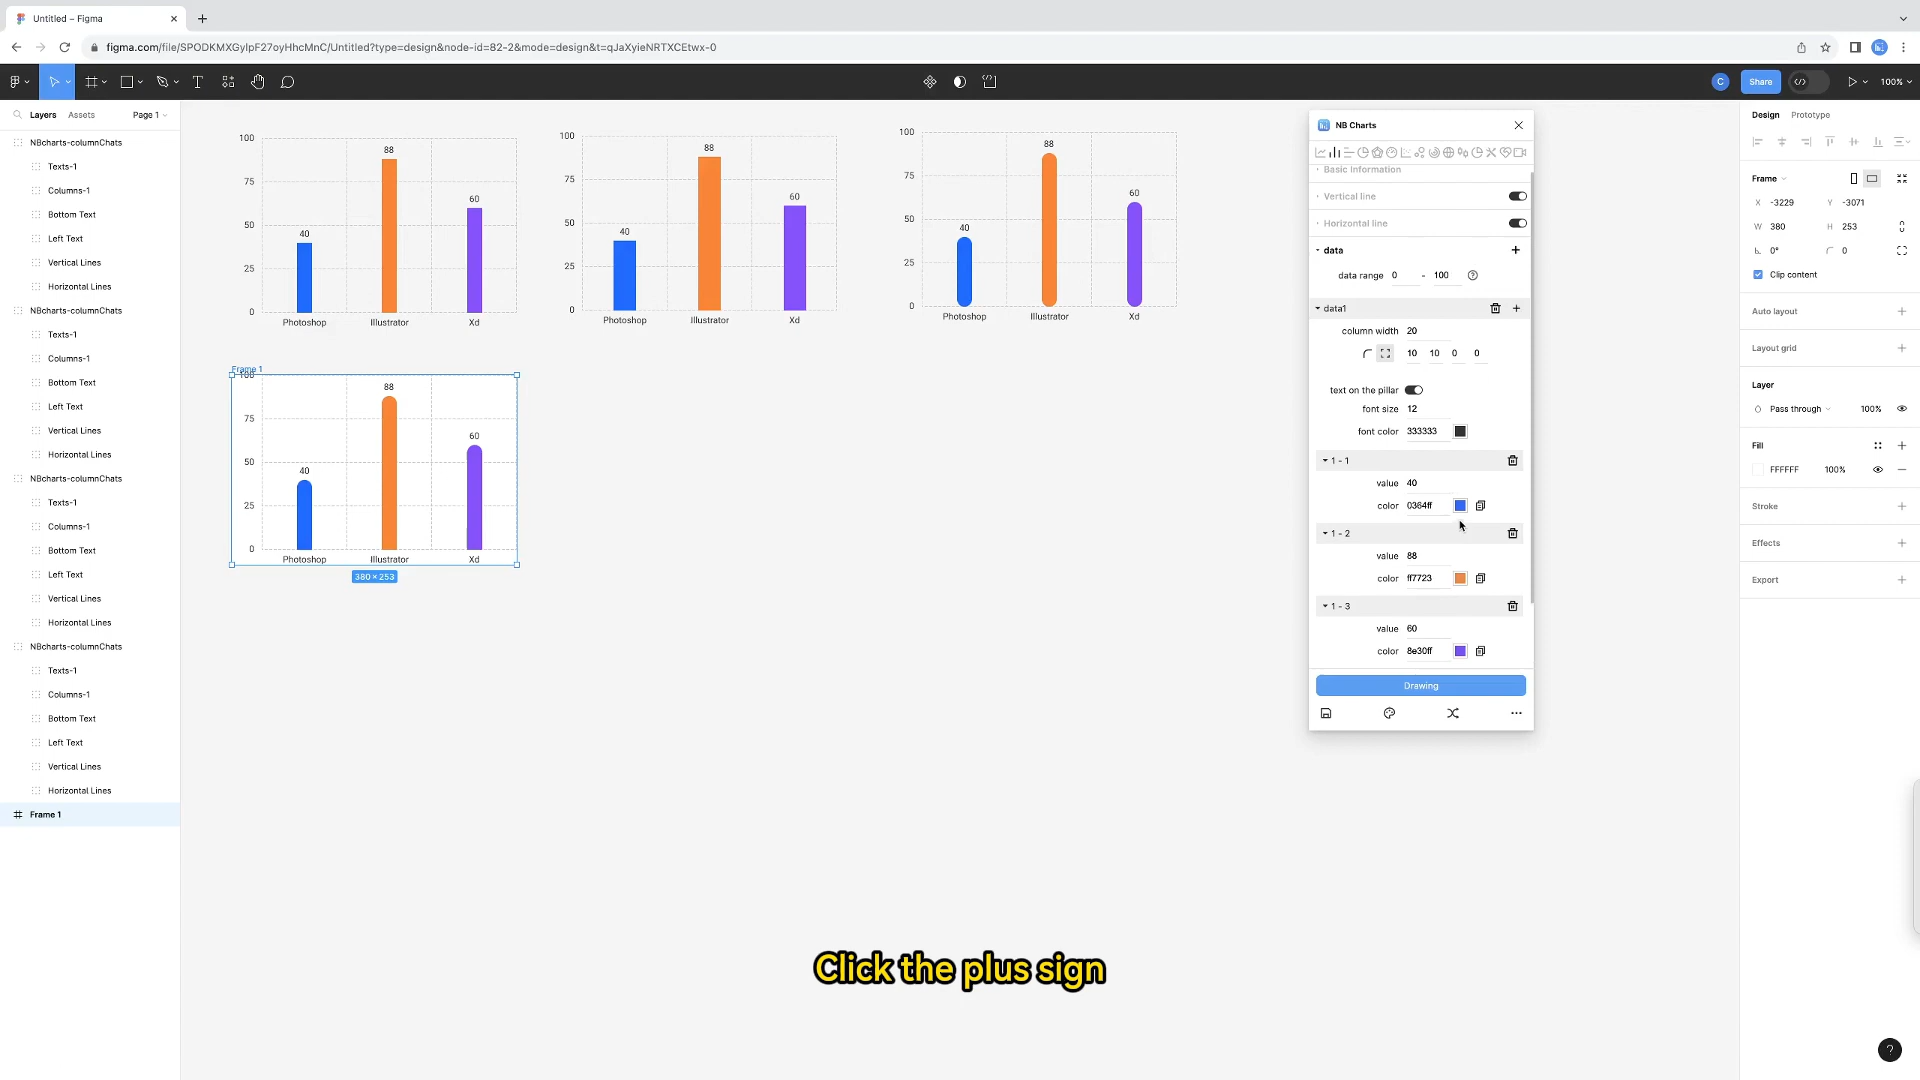 Untitled – Figma
figma.com/file/SPODKMXGylpF27oyHhcMnC/Untitled?type=design&node-id=82-2&mode=design&t=qJaXyieNRTXCEtwx-0
C
Share
100%
Layers
Assets
Page 1
NBcharts-columnChats
Texts-1
Columns-1
Bottom Text
Left Text
Vertical Lines
Horizontal Lines
NBcharts-columnChats
Texts-1
Columns-1
Bottom Text
Left Text
Vertical Lines
Horizontal Lines
NBcharts-columnChats
Texts-1
Columns-1
Bottom Text
Left Text
Vertical Lines
Horizontal Lines
NBcharts-columnChats
Texts-1
Columns-1
Bottom Text
Left Text
Vertical Lines
Horizontal Lines
Frame 1
100
75
50
25
0
40
88
60
Photoshop
Illustrator
Xd
100
75
50
25
0
40
88
60
Photoshop
Illustrator
Xd
100
75
50
25
0
40
88
60
Photoshop
Illustrator
Xd
Frame 1
100
75
50
25
0
40
88
60
Photoshop
Illustrator
Xd
380 × 253
NB Charts
Basic Information
Vertical line
Horizontal line
data
data range 0 - 100
data1
column width 20
10 10 0 0
text on the pillar
font size 12
font color 333333
1 - 1
value 40
color 0364ff
1 - 2
value 88
color ff7723
1 - 3
value 60
color 8e30ff
Drawing
Design
Prototype
Frame
X -3229 Y -3071
W 380 H 253
0° 0
Clip content
Auto layout
Layout grid
Layer
Pass through 100%
Fill
FFFFFF 100%
Stroke
Effects
Export
Click the plus sign
?